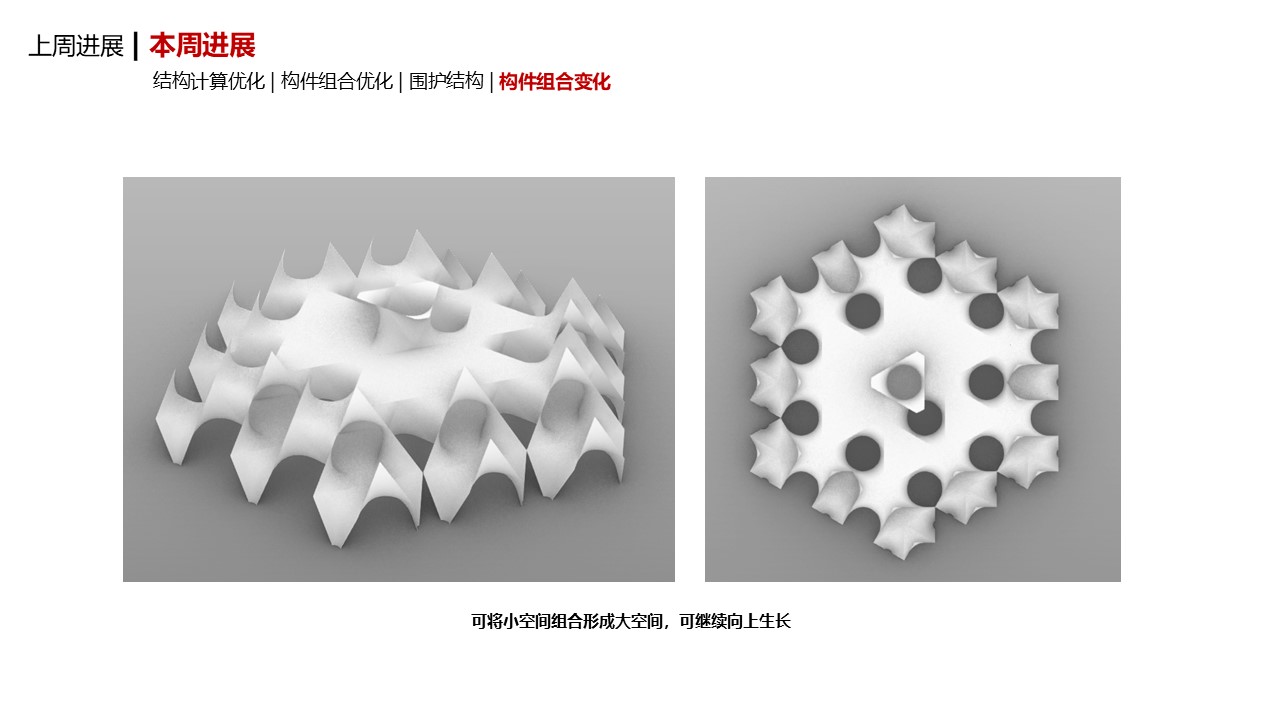 上周进展 | 本周进展
结构计算优化 | 构件组合优化 | 围护结构 | 构件组合变化
可将小空间组合形成大空间，可继续向上生长